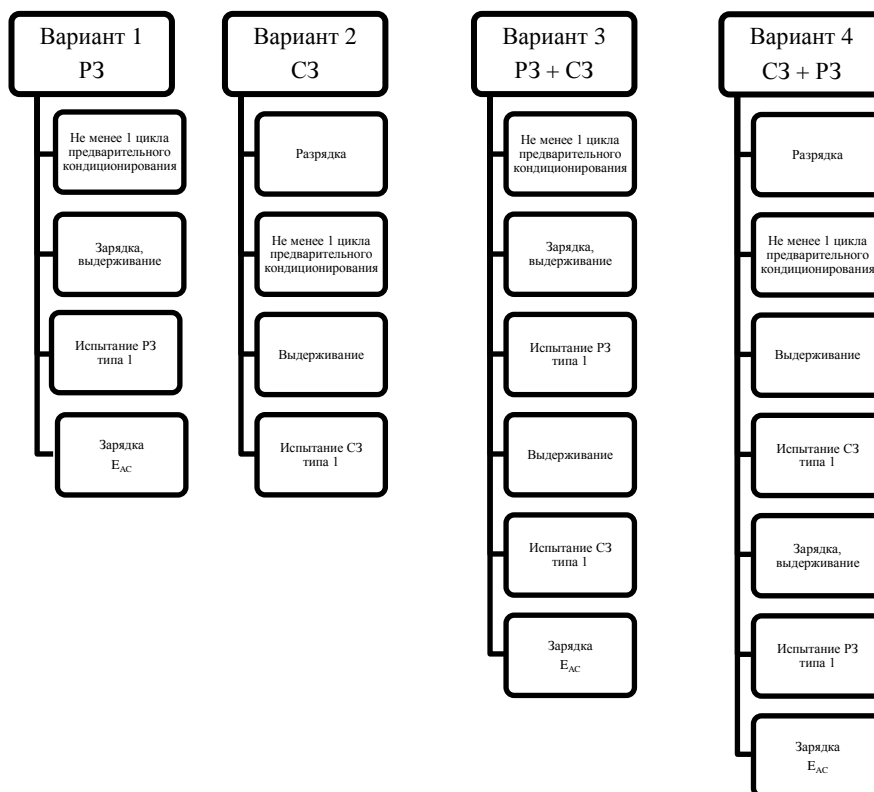 Вариант 1
РЗ
Не менее 1 цикла
предварительного
кондиционирования
Зарядка,
выдерживание
Испытание РЗ
типа 1
Зарядка
EAC
Вариант 2
СЗ
Разрядка
Не менее 1 цикла
предварительного
кондиционирования
Выдерживание
Испытание СЗ
типа 1
Вариант 3
РЗ + СЗ
Не менее 1 цикла
предварительного
кондиционирования
Зарядка,
выдерживание
Испытание РЗ
типа 1
Выдерживание
Испытание СЗ
типа 1
Зарядка
EAC
Вариант 4
СЗ + РЗ
Разрядка
Не менее 1 цикла
предварительного
кондиционирования
Выдерживание
Испытание СЗ
типа 1
Зарядка,
выдерживание
Испытание РЗ
типа 1
Зарядка
EAC